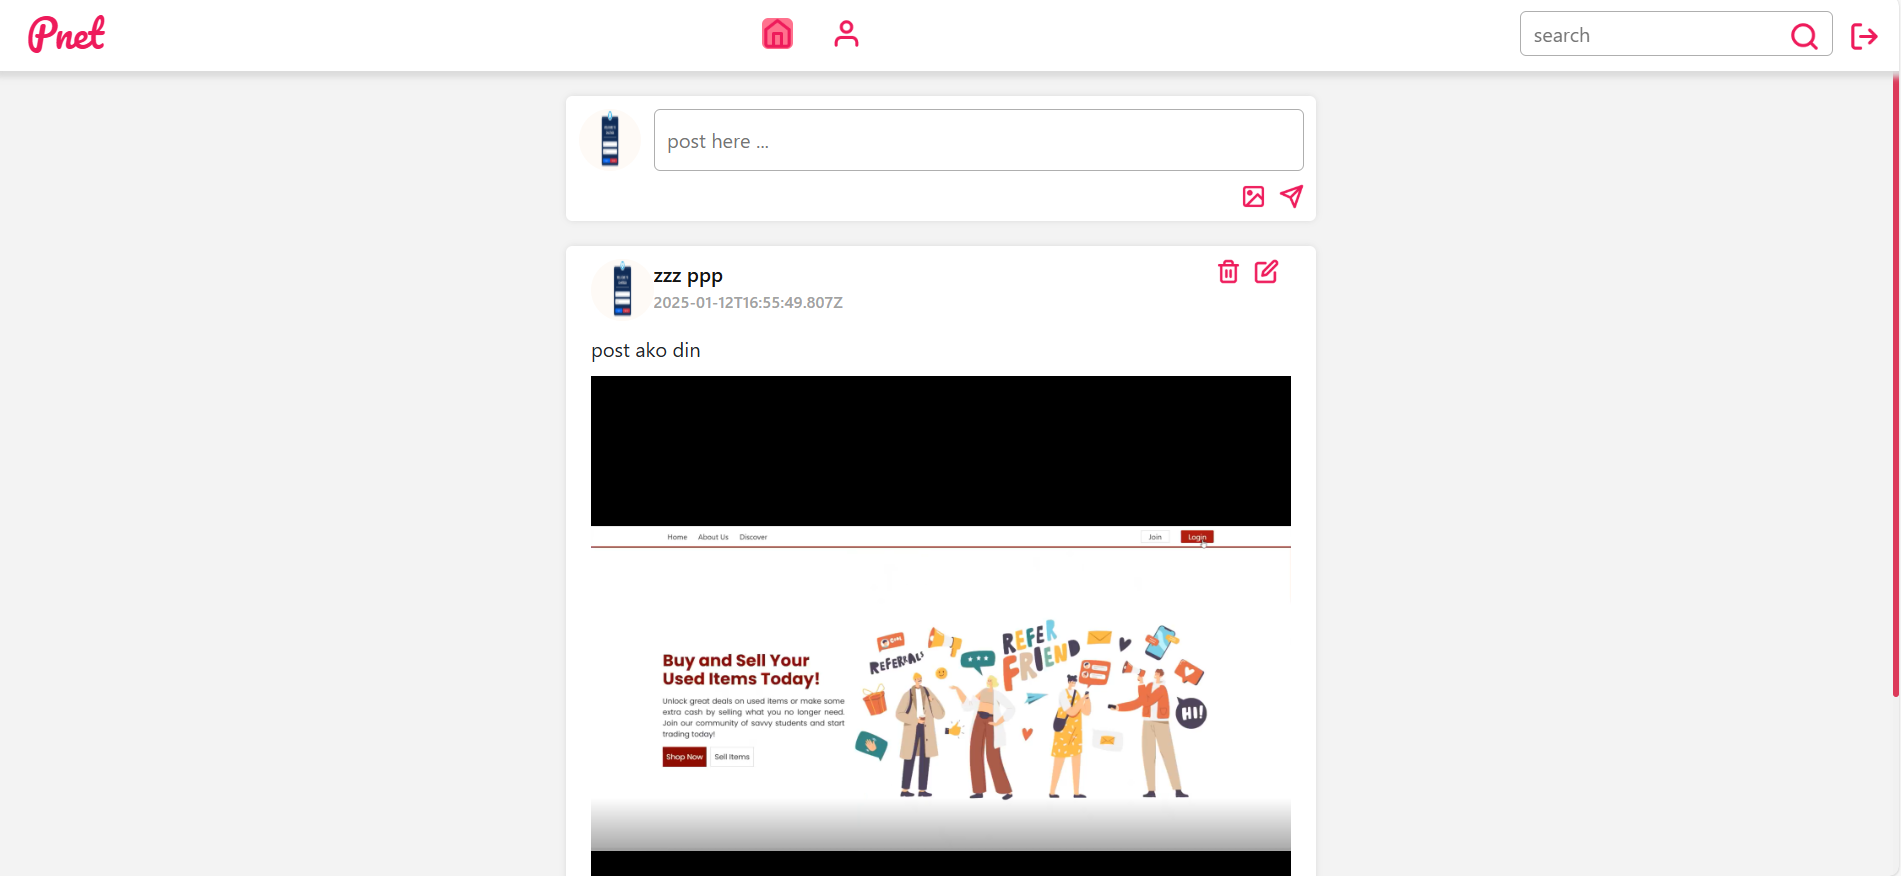 Pnet
search
post here ...
zzz ppp
2025-01-12T16:55:49.807Z
post ako din
Home About Us Discover Join Login
REFER
FRIEND
REFERRALS
HI!
Buy and Sell Your
Used Items Today!
Unlock great deals on used items or make some
extra cash by selling what you no longer need.
Join our community of savvy students and start
trading today!
Shop Now Sell Items